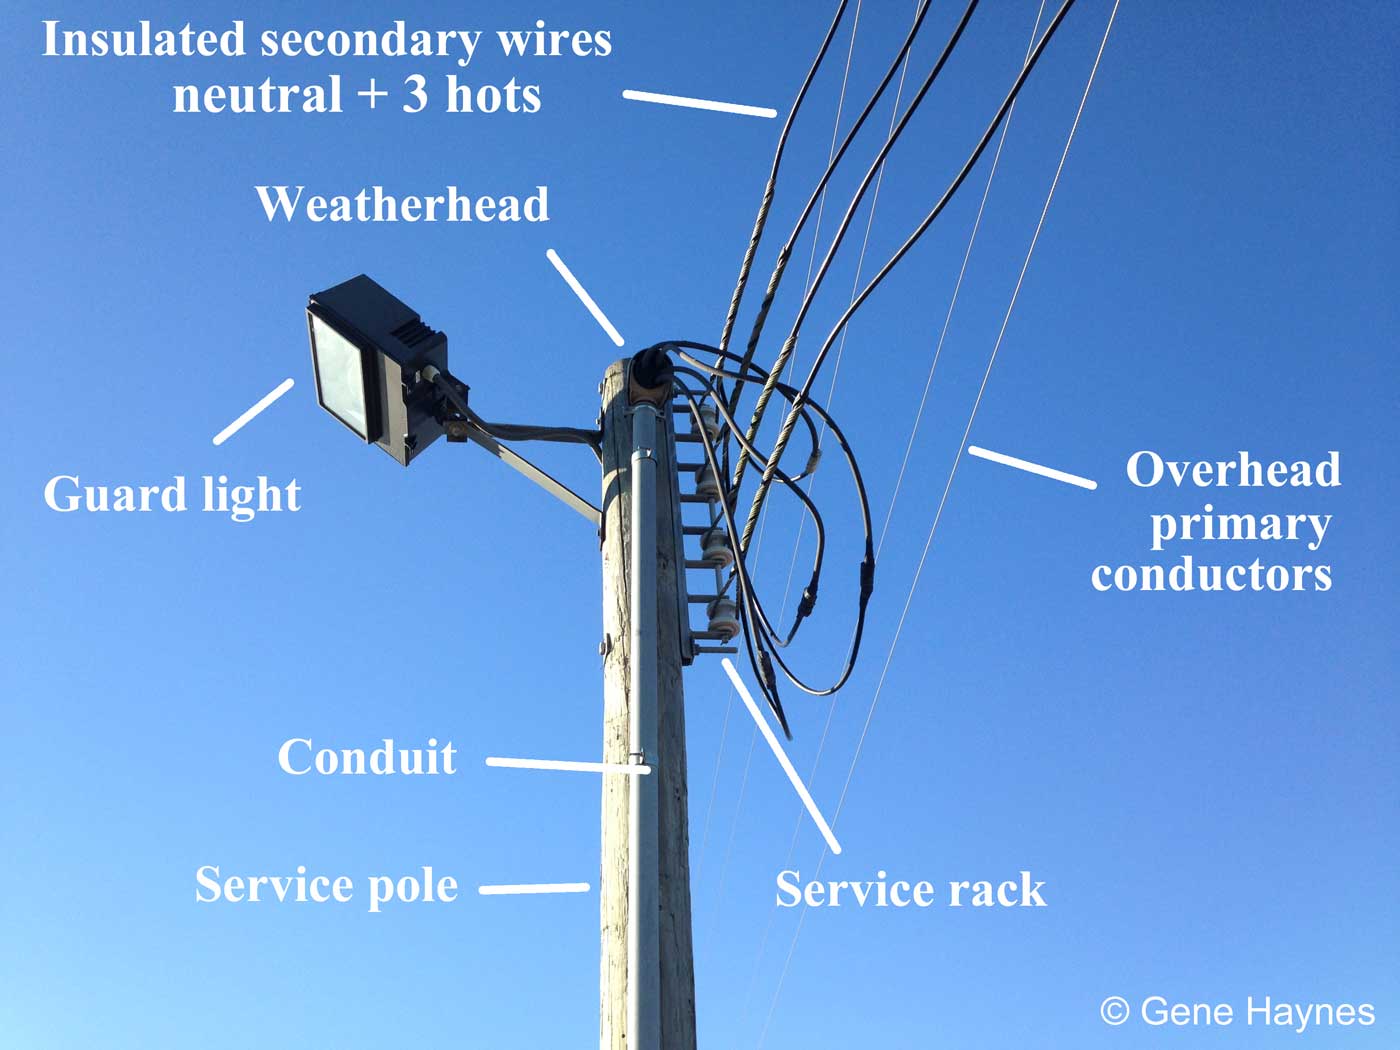 Insulated secondary wires
neutral + 3 hots
Weatherhead
Guard light
Overhead
primary
conductors
Conduit
Service pole
Service rack
© Gene Haynes